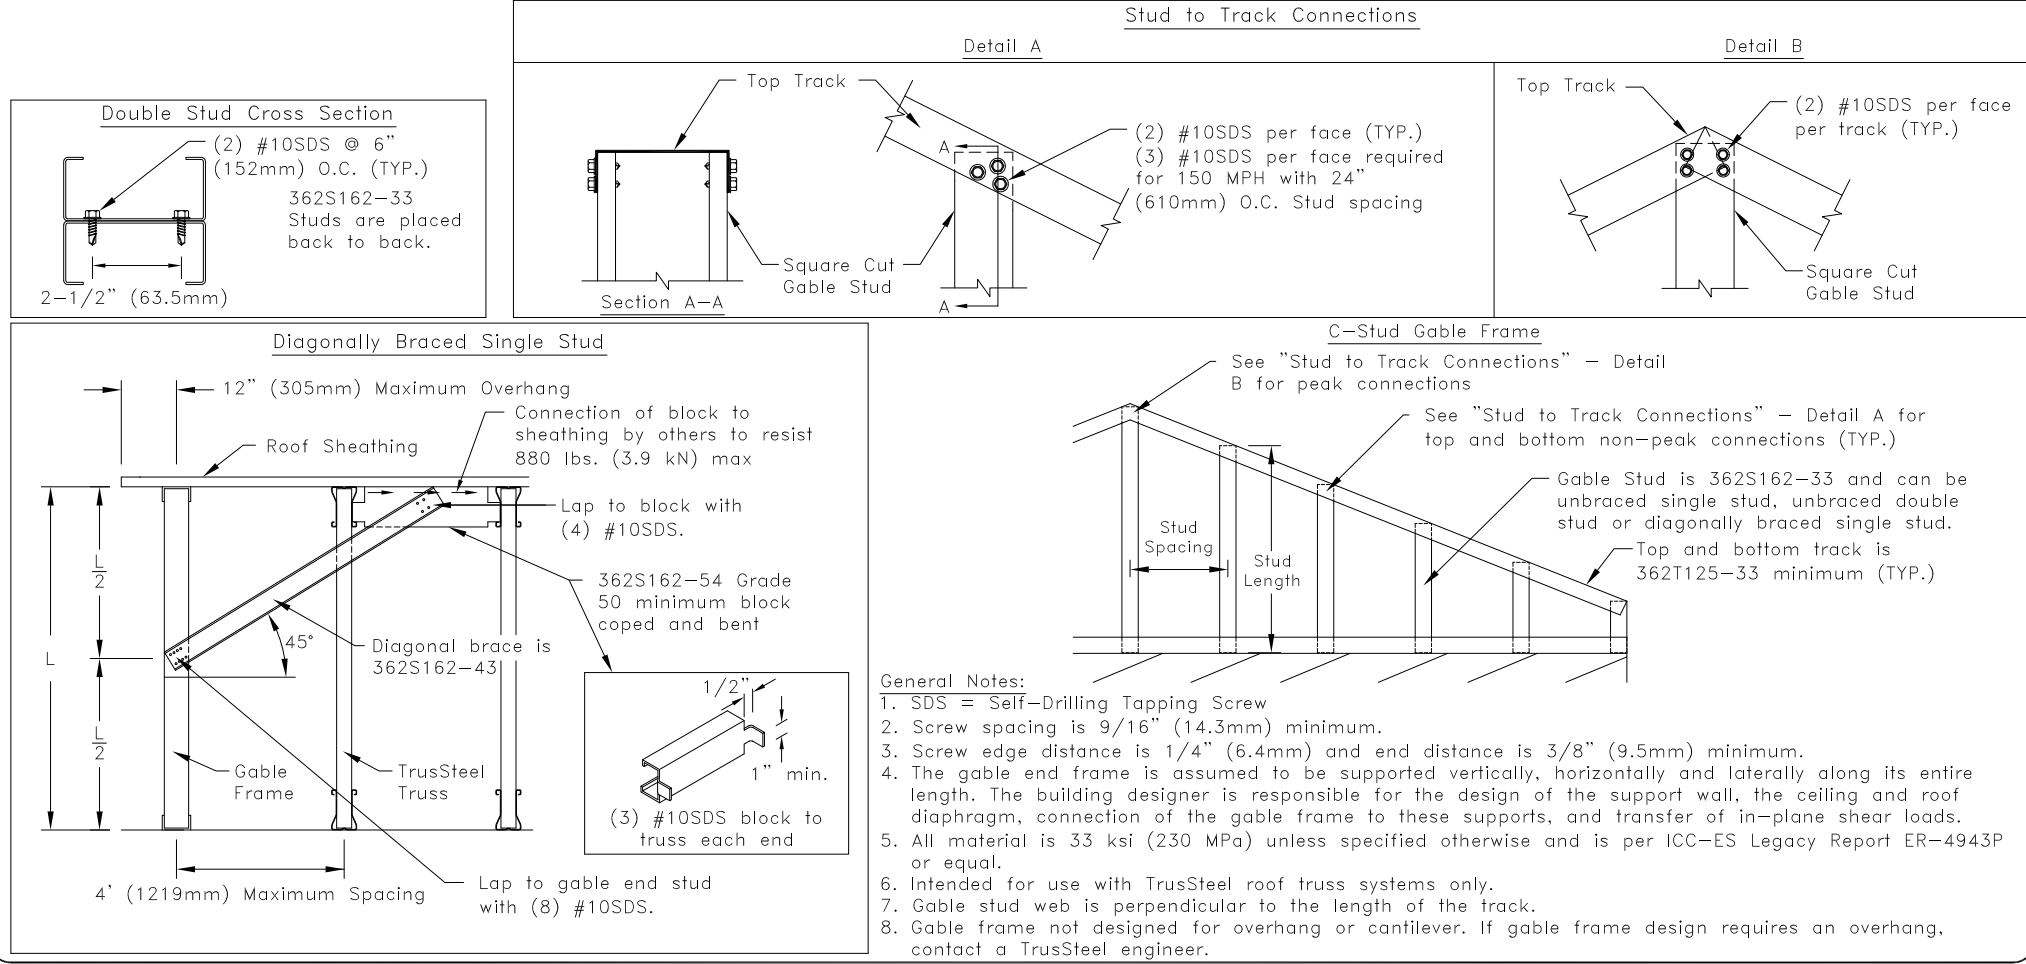 Stud to Track Connections
Detail A
Detail B
Top Track
(2) #10SDS per face (TYP.)
(3) #10SDS per face required
for 150 MPH with 24"
(610mm) O.C. Stud spacing
A
A
Square Cut
Gable Stud
Section A-A
Top Track
(2) #10SDS per face
per track (TYP.)
Square Cut
Gable Stud
Double Stud Cross Section
(2) #10SDS @ 6"
(152mm) O.C. (TYP.)
362S162-33
Studs are placed
back to back.
2-1/2" (63.5mm)
Diagonally Braced Single Stud
12" (305mm) Maximum Overhang
Connection of block to
sheathing by others to resist
880 lbs. (3.9 kN) max
Roof Sheathing
Lap to block with
(4) #10SDS.
L
2
362S162-54 Grade
50 minimum block
coped and bent
45°
Diagonal brace is
362S162-43
L
L
2
Gable
Frame
TrusSteel
Truss
1/2"
1" min.
(3) #10SDS block to
truss each end
4' (1219mm) Maximum Spacing
Lap to gable end stud
with (8) #10SDS.
C-Stud Gable Frame
See "Stud to Track Connections" - Detail
B for peak connections
See "Stud to Track Connections" - Detail A for
top and bottom non-peak connections (TYP.)
Gable Stud is 362S162-33 and can be
unbraced single stud, unbraced double
stud or diagonally braced single stud.
Stud
Spacing
Stud
Length
Top and bottom track is
362T125-33 minimum (TYP.)
General Notes:
1. SDS = Self-Drilling Tapping Screw
2. Screw spacing is 9/16" (14.3mm) minimum.
3. Screw edge distance is 1/4" (6.4mm) and end distance is 3/8" (9.5mm) minimum.
4. The gable end frame is assumed to be supported vertically, horizontally and laterally along its entire
length. The building designer is responsible for the design of the support wall, the ceiling and roof
diaphragm, connection of the gable frame to these supports, and transfer of in-plane shear loads.
5. All material is 33 ksi (230 MPa) unless specified otherwise and is per ICC-ES Legacy Report ER-4943P
or equal.
6. Intended for use with TrusSteel roof truss systems only.
7. Gable stud web is perpendicular to the length of the track.
8. Gable frame not designed for overhang or cantilever. If gable frame design requires an overhang,
contact a TrusSteel engineer.